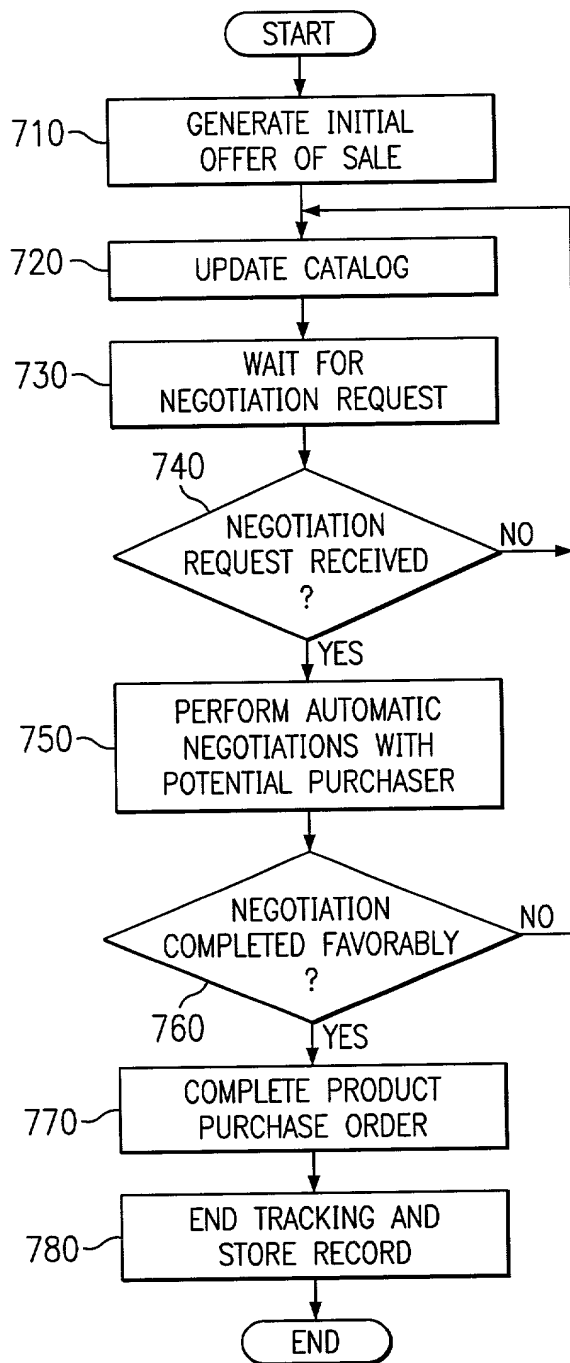 START
710
GENERATE INITIAL
OFFER OF SALE
720
UPDATE CATALOG
730
WAIT FOR
NEGOTIATION REQUEST
740
NEGOTIATION
REQUEST RECEIVED
?
NO
YES
750
PERFORM AUTOMATIC
NEGOTIATIONS WITH
POTENTIAL PURCHASER
NEGOTIATION
COMPLETED FAVORABLY
?
NO
760
YES
770
COMPLETE PRODUCT
PURCHASE ORDER
780
END TRACKING AND
STORE RECORD
END